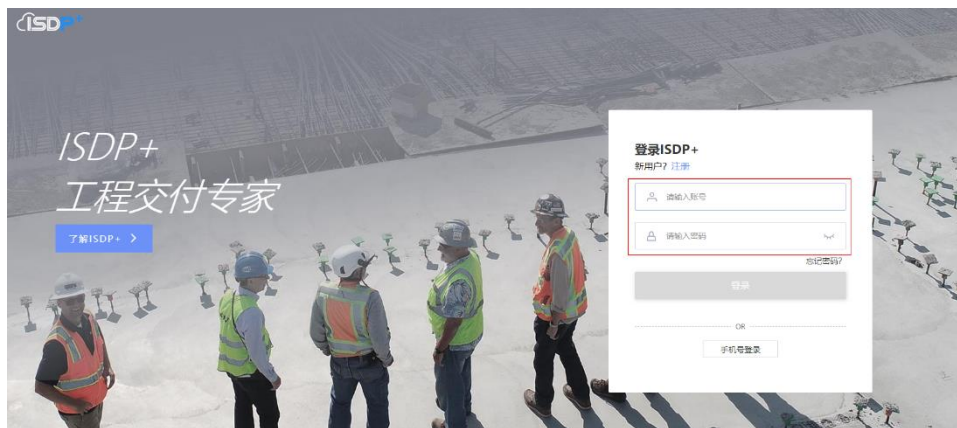 ISDP+
ISDP+
工程交付专家
了解ISDP+ >
登录ISDP+
新用户? 注册
请输入账号
请输入密码
忘记密码?
登录
OR
手机号登录